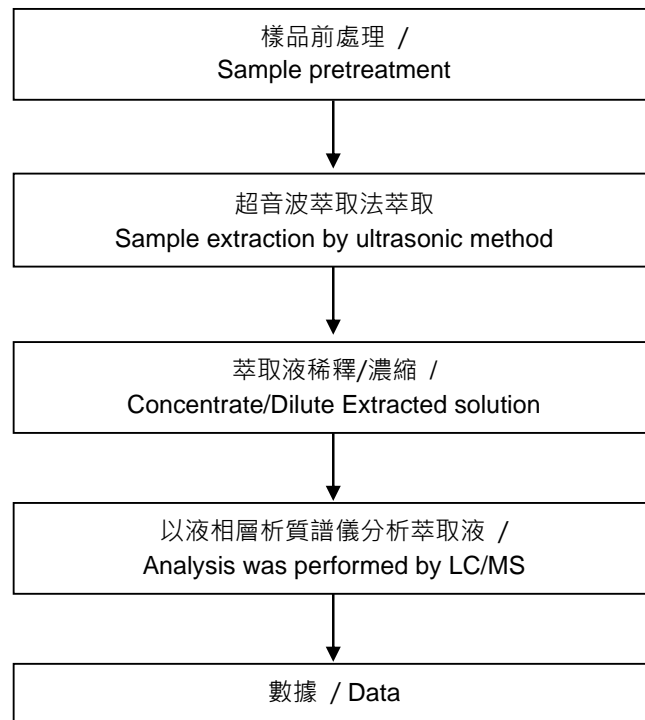 樣品前處理 /
Sample pretreatment
超音波萃取法萃取
Sample extraction by ultrasonic method
萃取液稀釋/濃縮 /
Concentrate/Dilute Extracted solution
以液相層析質譜儀分析萃取液 /
Analysis was performed by LC/MS
數據 / Data